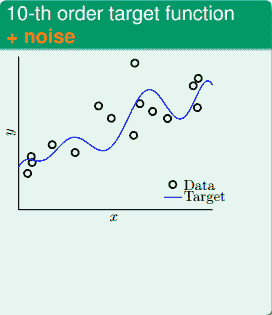 10-th order target function
+ noise
y
x
Data
Target